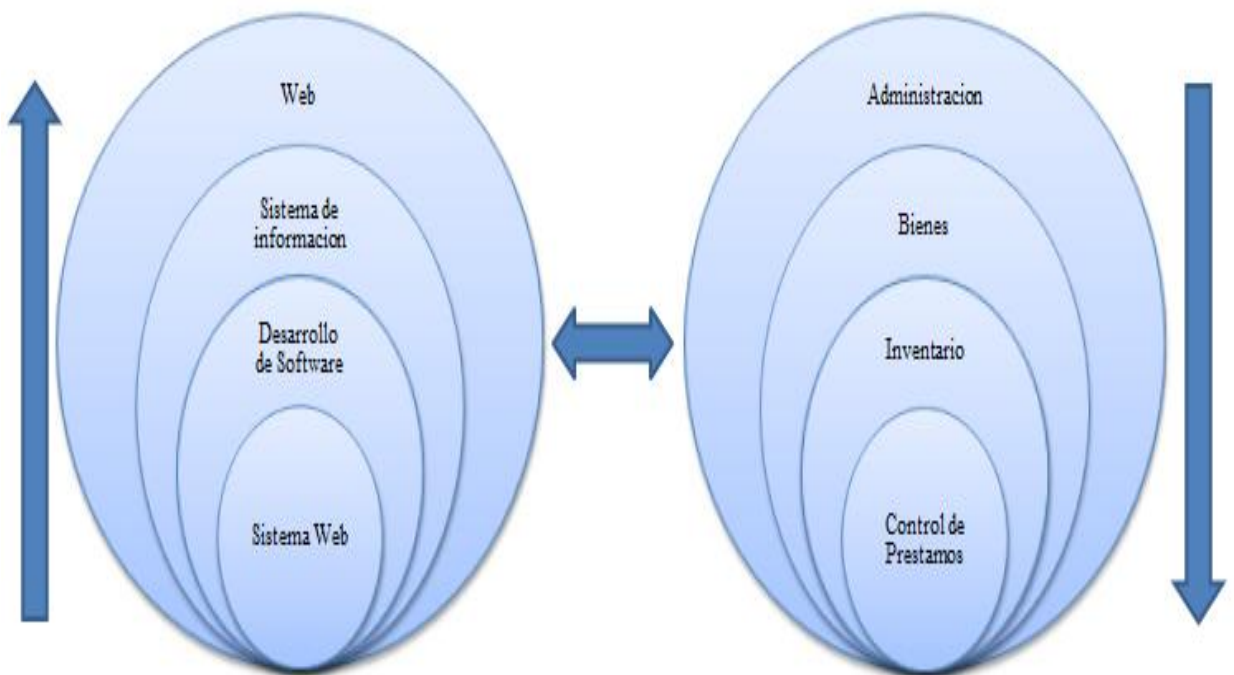 Web
Sistema de
informacion
Desarrollo
de Software
Sistema Web
Administracion
Bienes
Inventario
Control de
Prestamos